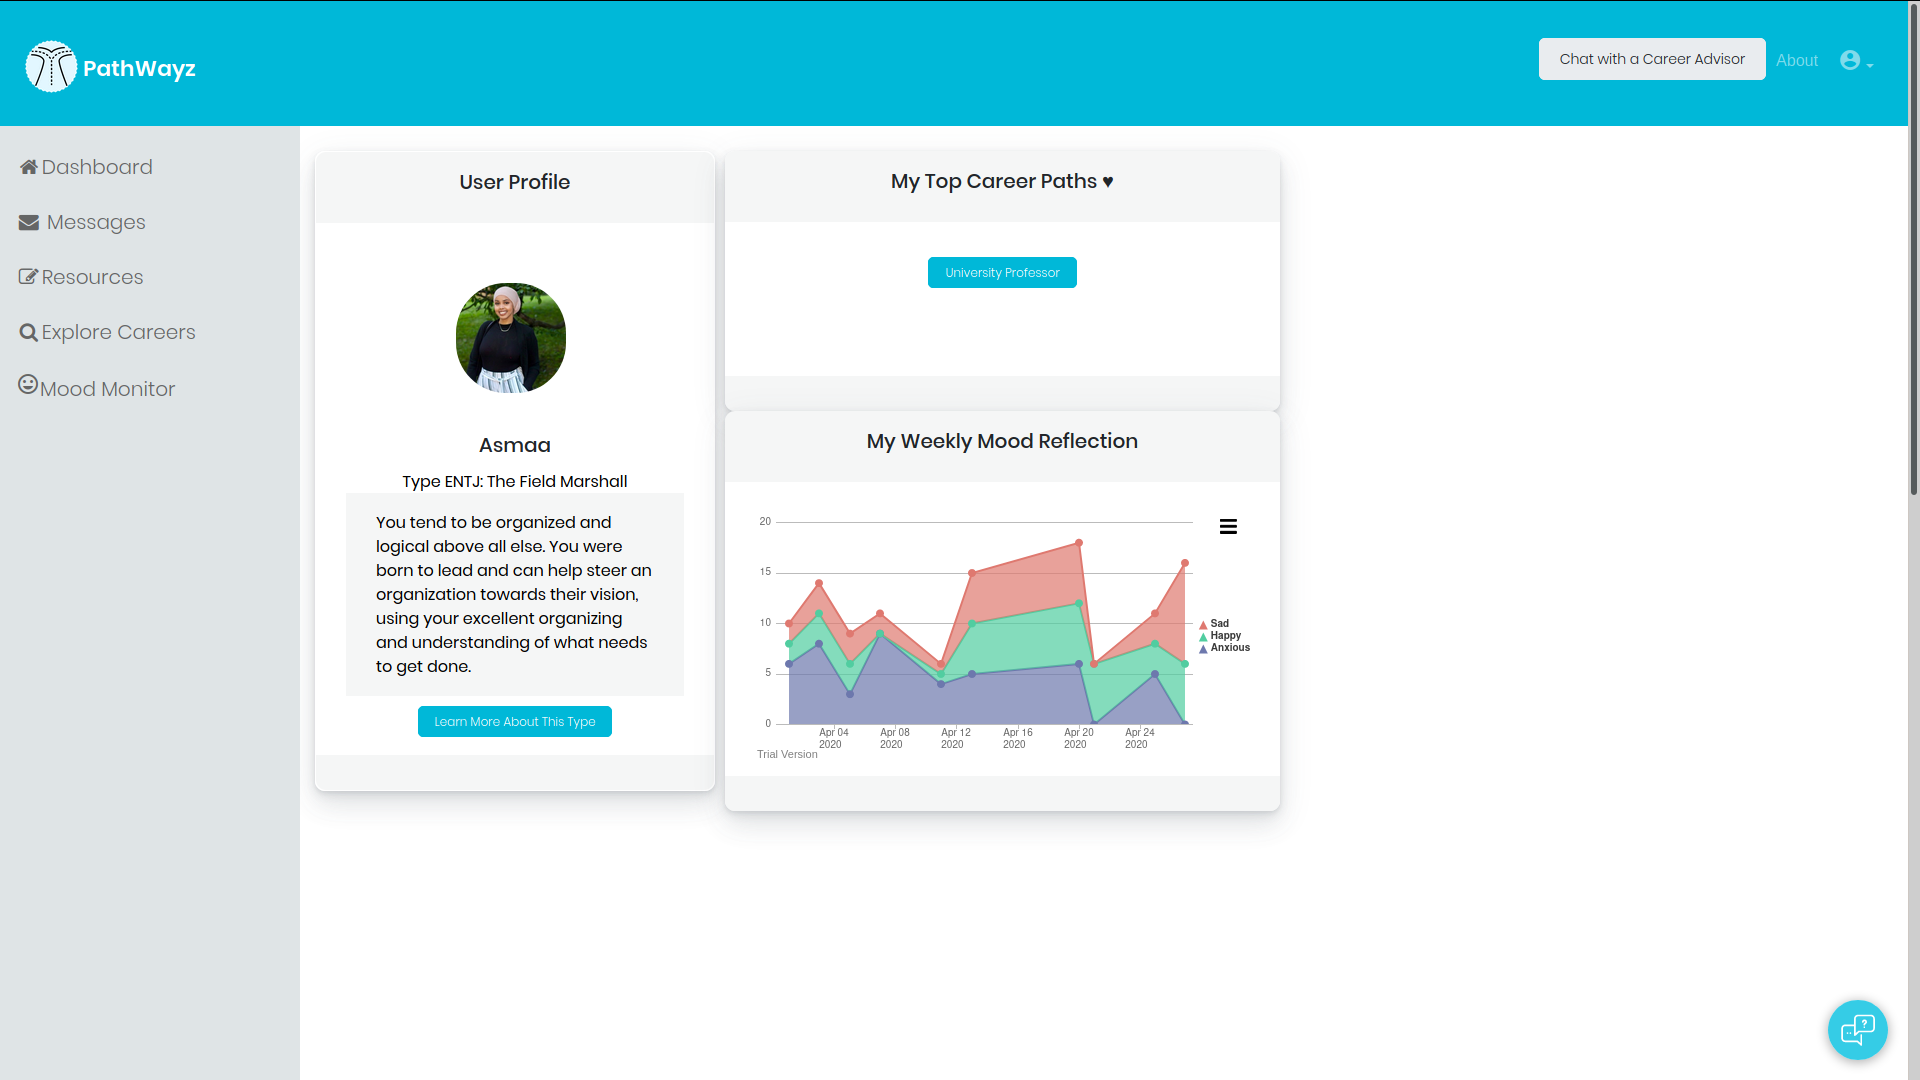 PathWayz
Chat with a Career Advisor
About
Dashboard
Messages
Resources
Explore Careers
Mood Monitor
User Profile
Asmaa
Type ENTJ: The Field Marshall
You tend to be organized and
logical above all else. You were
born to lead and can help steer an
organization towards their vision,
using your excellent organizing
and understanding of what needs
to get done.
Learn More About This Type
My Top Career Paths ♥
University Professor
My Weekly Mood Reflection
20
15
10
5
0
Apr 04
2020
Apr 08
2020
Apr 12
2020
Apr 16
2020
Apr 20
2020
Apr 24
2020
Sad
Happy
Anxious
Trial Version
?